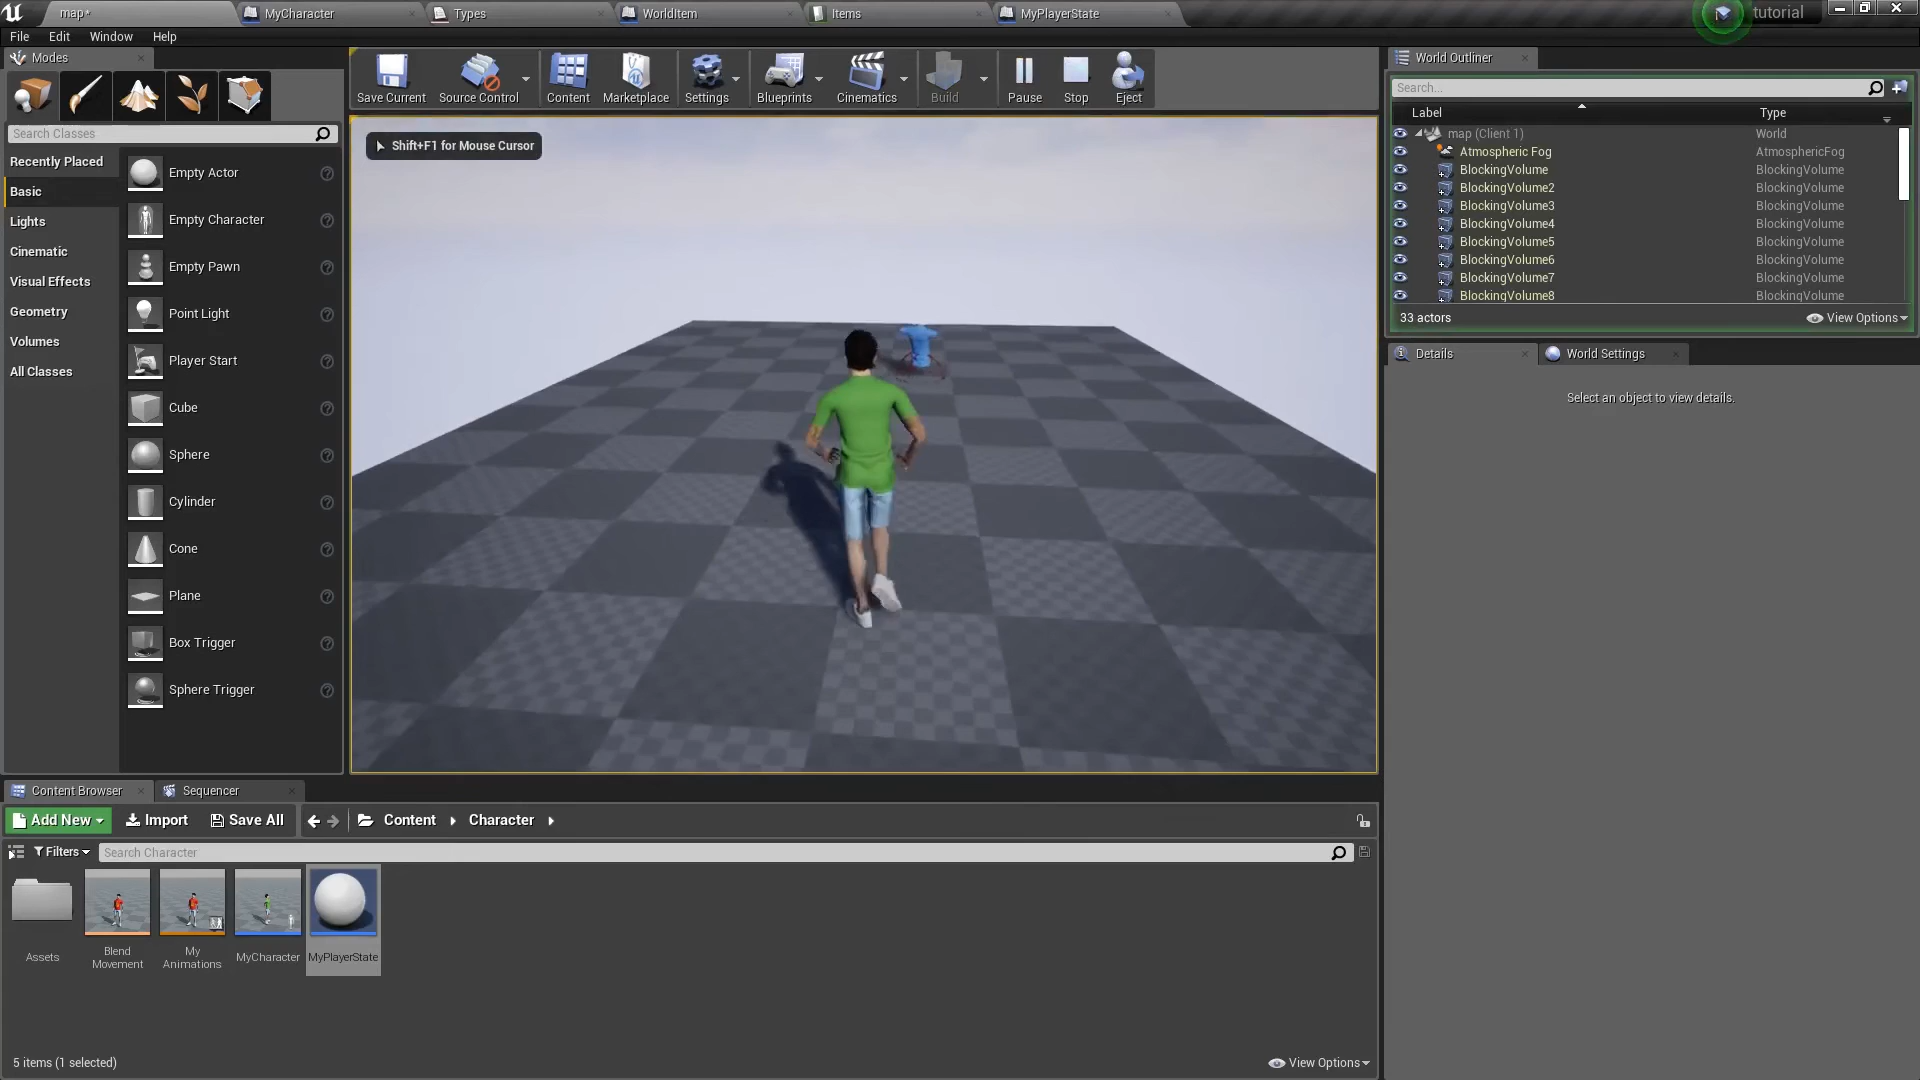 map*
MyCharacter
Types
WorldItem
Items
MyPlayerState
tutorial
File Edit Window Help
Modes
Save Current
Source Control
Content
Marketplace
Settings
Blueprints
Cinematics
Build
Pause
Stop
Eject
World Outliner
Search Classes
Search...
Label Type
Recently Placed
Basic
Lights
Cinematic
Visual Effects
Geometry
Volumes
All Classes
Empty Actor
Empty Character
Empty Pawn
Point Light
Player Start
Cube
Sphere
Cylinder
Cone
Plane
Box Trigger
Sphere Trigger
Shift+F1 for Mouse Cursor
map (Client 1) World
Atmospheric Fog AtmosphericFog
BlockingVolume BlockingVolume
BlockingVolume2 BlockingVolume
BlockingVolume3 BlockingVolume
BlockingVolume4 BlockingVolume
BlockingVolume5 BlockingVolume
BlockingVolume6 BlockingVolume
BlockingVolume7 BlockingVolume
BlockingVolume8 BlockingVolume
33 actors
View Options
Details
World Settings
Select an object to view details.
Content Browser
Sequencer
Add New
Import
Save All
Content
Character
Filters
Search Character
Assets
Blend
Movement
My
Animations
MyCharacter
MyPlayerState
5 items (1 selected)
View Options